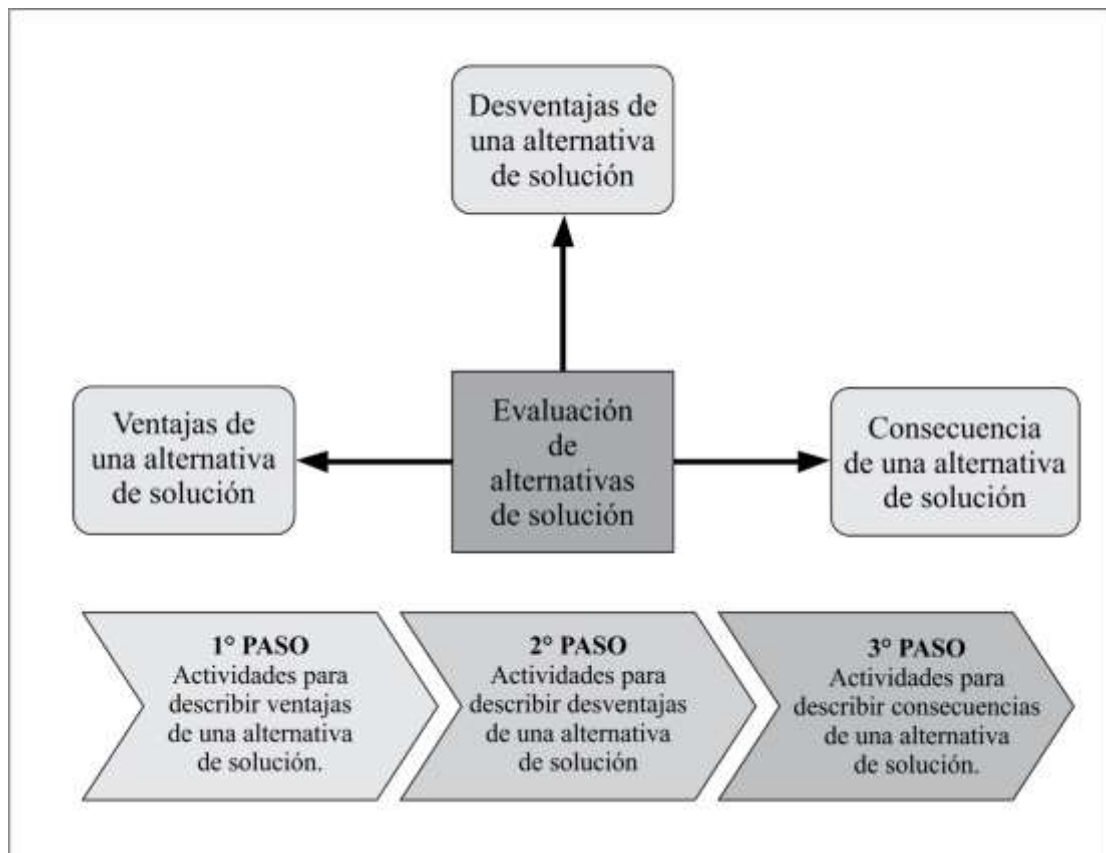 Desventajas de
una alternativa
de solución
Ventajas de
una alternativa
de solución
Evaluación
de
alternativas
de solución
Consecuencia
de una alternativa
de solución
1° PASO
Actividades para
describir ventajas
de una alternativa
de solución.
2° PASO
Actividades para
describir desventajas
de una alternativa
de solución
3° PASO
Actividades para
describir consecuencias
de una alternativa
de solución.